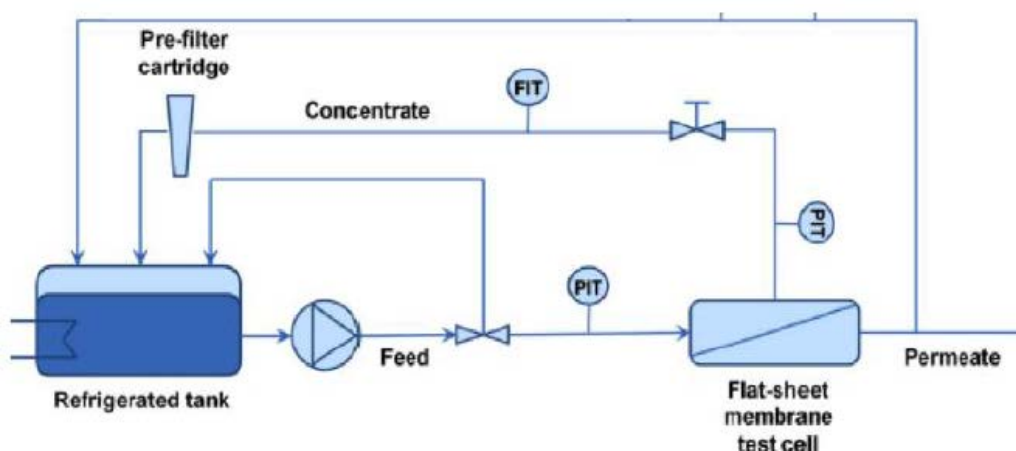 Pre-filter
cartridge
FIT
Concentrate
PIT
PIT
Feed
Permeate
Refrigerated tank
Flat-sheet
membrane
test cell